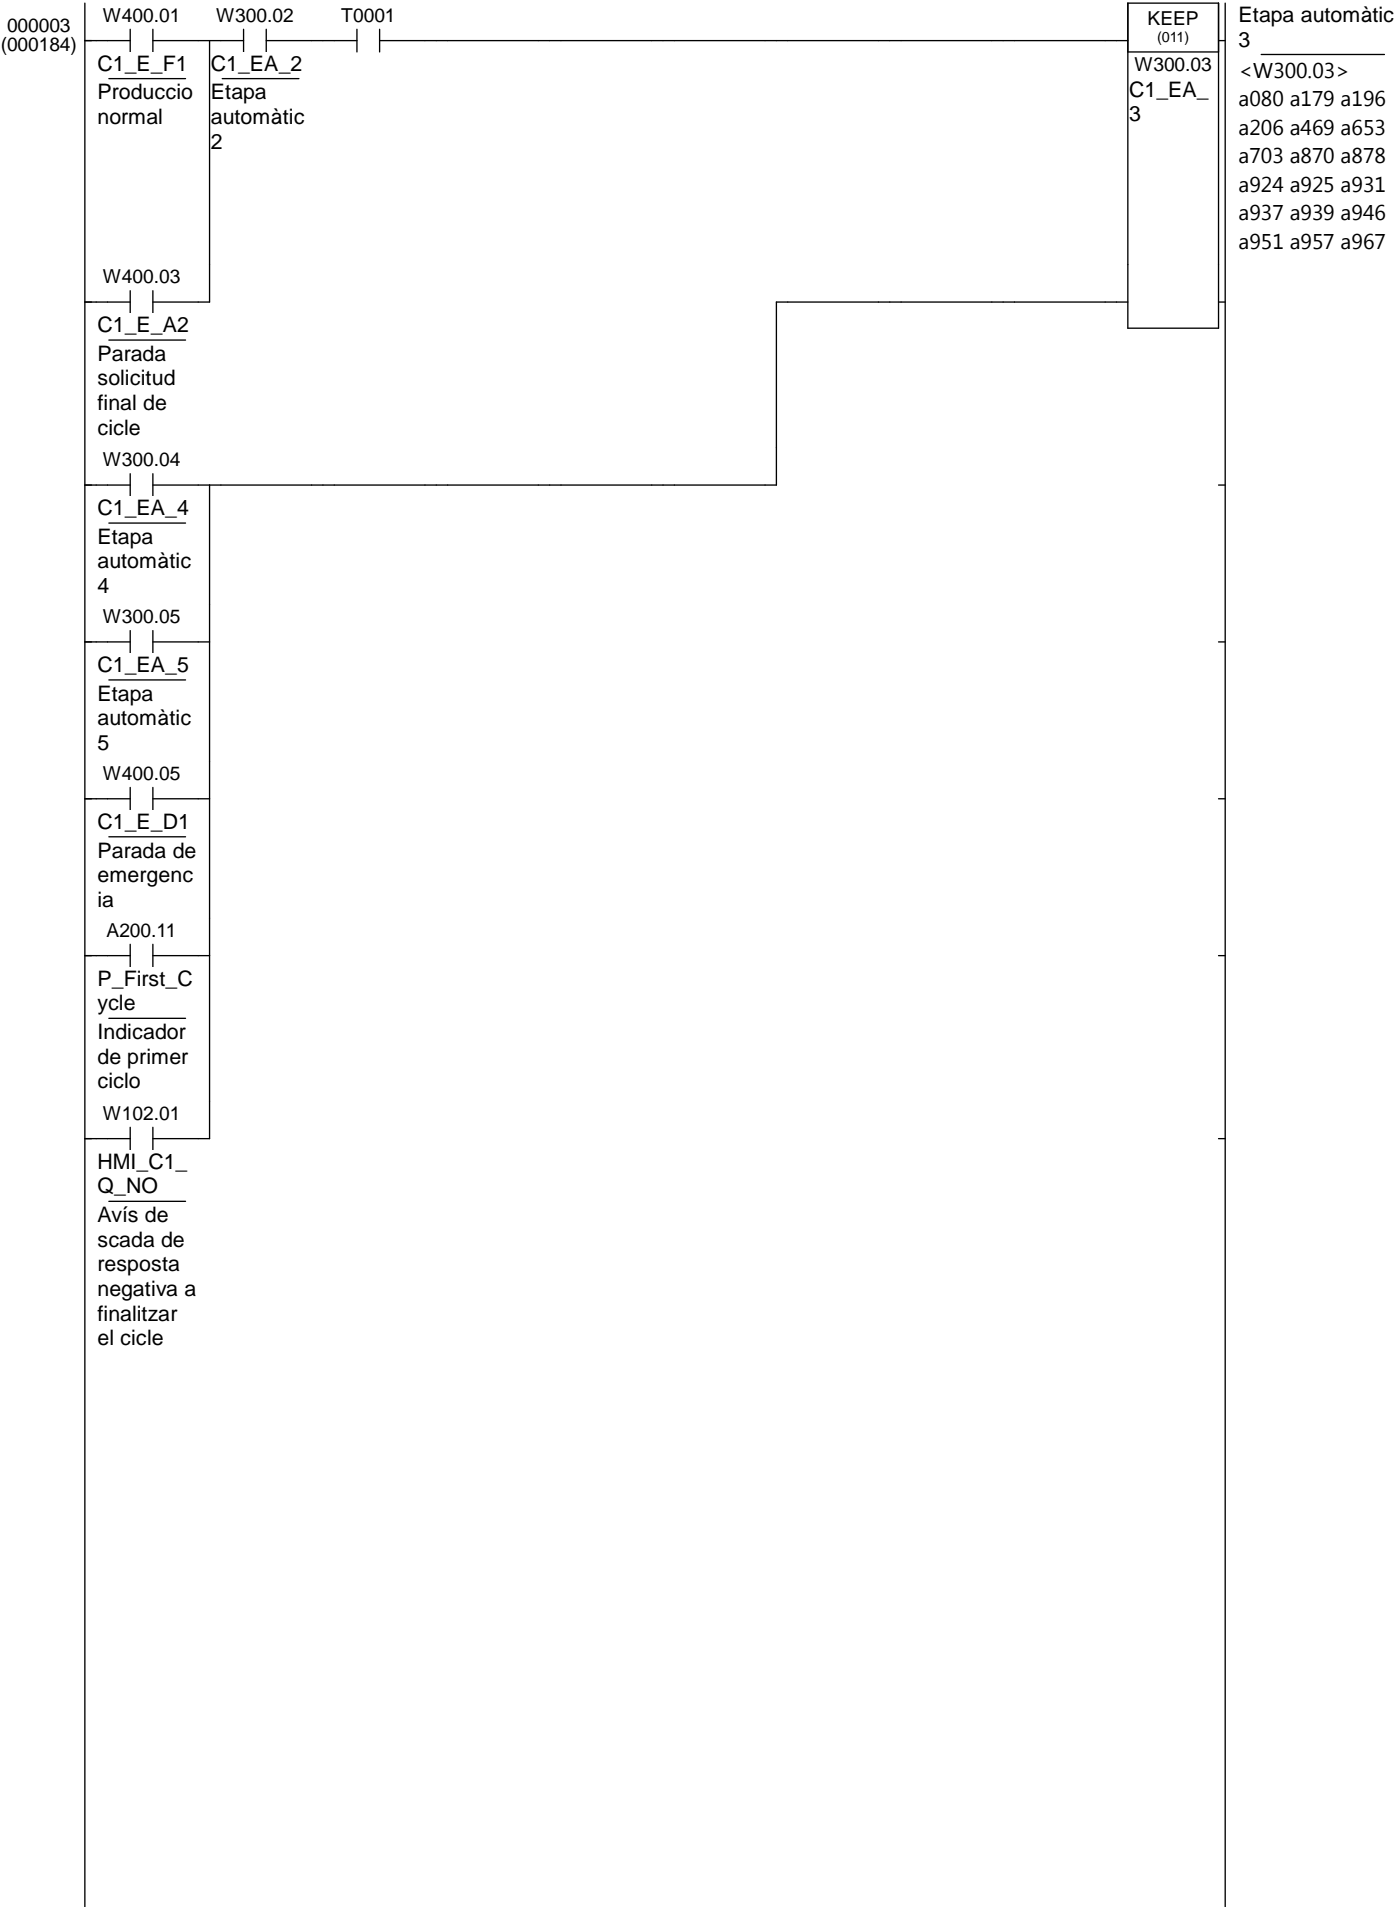 000003
(000184)
W400.01
W300.02
T0001
C1_E_F1
Produccio
normal
C1_EA_2
Etapa
automàtic
2
KEEP
(011)
W300.03
C1_EA_
3
Etapa automàtic
3
<W300.03>
a080 a179 a196
a206 a469 a653
a703 a870 a878
a924 a925 a931
a937 a939 a946
a951 a957 a967
W400.03
C1_E_A2
Parada
solicitud
final de
cicle
W300.04
C1_EA_4
Etapa
automàtic
4
W300.05
C1_EA_5
Etapa
automàtic
5
W400.05
C1_E_D1
Parada de
emergenc
ia
A200.11
P_First_C
ycle
Indicador
de primer
ciclo
W102.01
HMI_C1_
Q_NO
Avís de
scada de
resposta
negativa a
finalitzar
el cicle